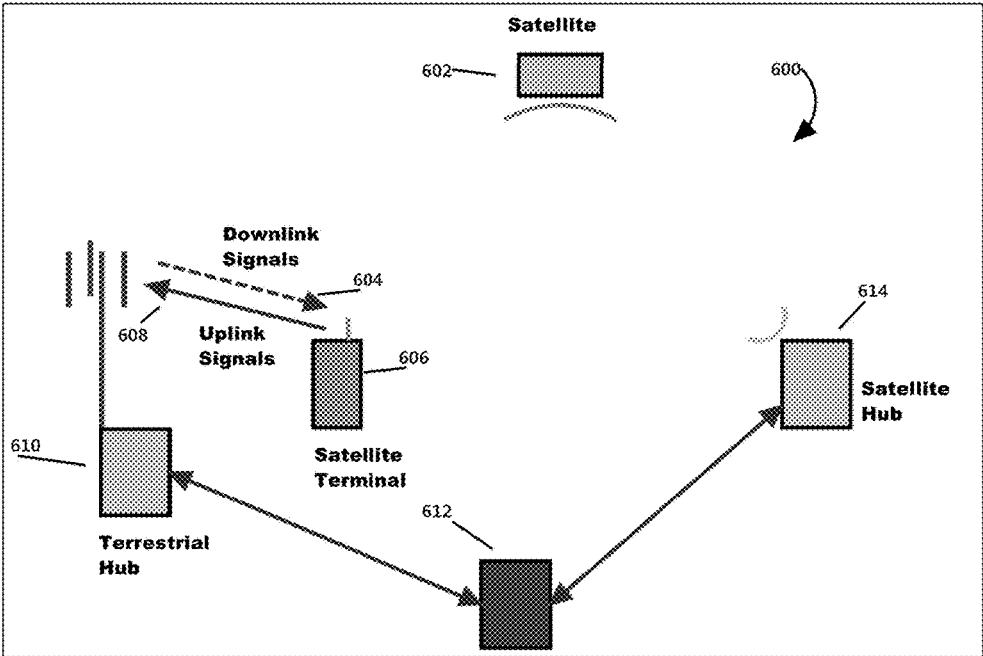 Satellite
602
600
Downlink
Signals
604
608
Uplink
Signals
606
614
Satellite
Hub
610
Satellite
Terminal
612
Terrestrial
Hub